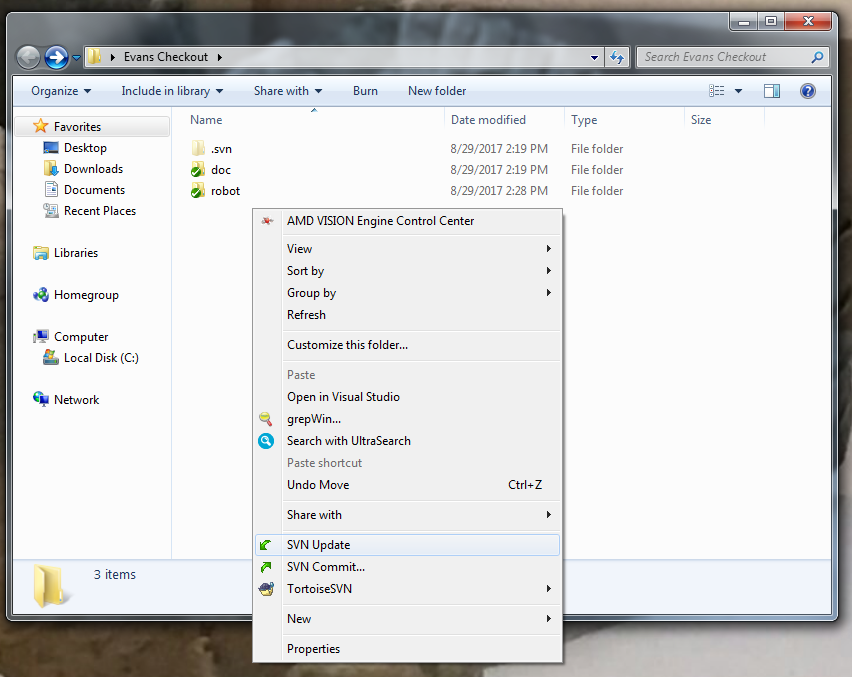 Evans Checkout
Search Evans Checkout
Organize Include in library Share with Burn New folder
Name Date modified Type Size
Favorites
Desktop
Downloads
Documents
Recent Places
Libraries
Homegroup
Computer
Local Disk (C:)
Network
.svn 8/29/2017 2:19 PM File folder
doc 8/29/2017 2:19 PM File folder
robot 8/29/2017 2:28 PM File folder
AMD VISION Engine Control Center
View
Sort by
Group by
Refresh
Customize this folder...
Paste
Open in Visual Studio
grepWin...
Search with UltraSearch
Paste shortcut
Undo Move Ctrl+Z
Share with
SVN Update
SVN Commit...
TortoiseSVN
New
Properties
3 items